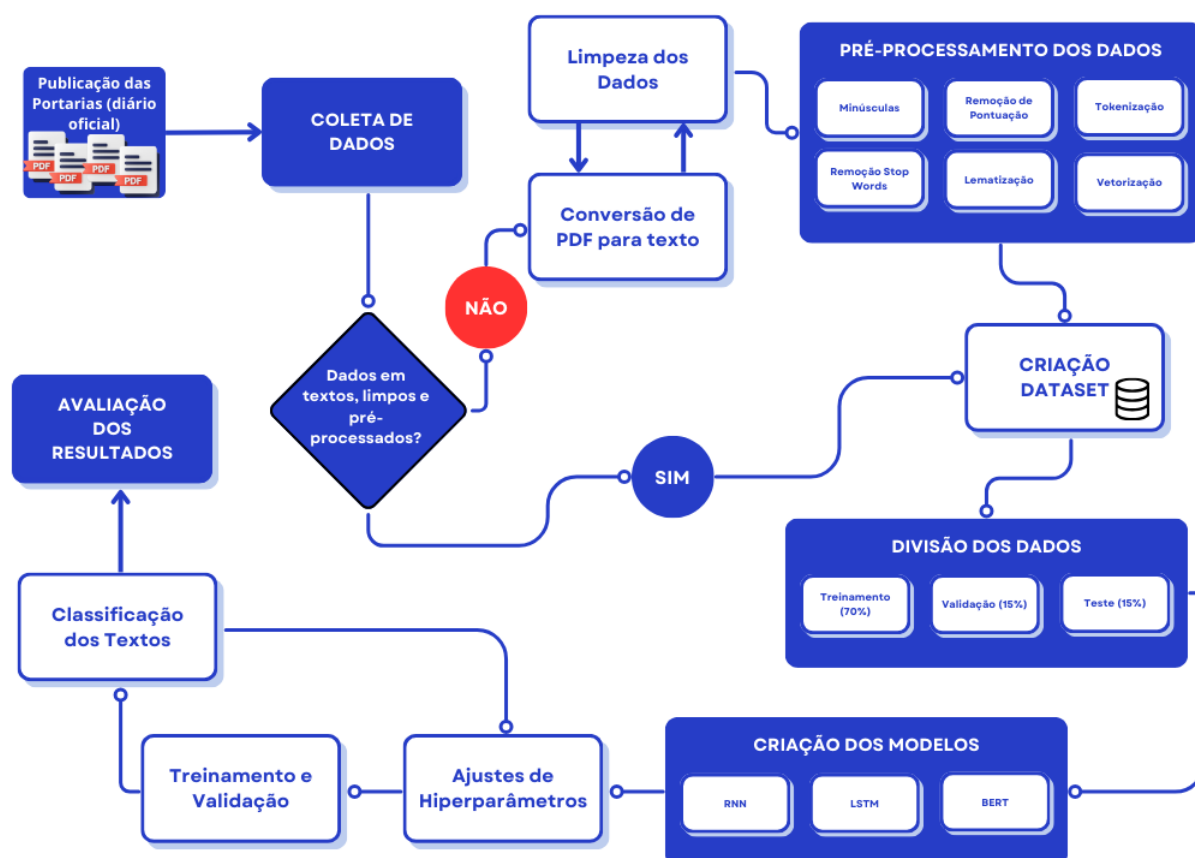 Publicação das
Portarias (diário
oficial)
PDF
PDF
PDF
PDF
COLETA DE
DADOS
Limpeza dos
Dados
Conversão de
PDF para texto
PRÉ-PROCESSAMENTO DOS DADOS
Minúsculas
Remoção de
Pontuação
Tokenização
Remoção Stop
Words
Lematização
Vetorização
NÃO
Dados em
textos, limpos e
pré-
processados?
SIM
CRIAÇÃO
DATASET
DIVISÃO DOS DADOS
Treinamento
(70%)
Validação (15%)
Teste (15%)
CRIAÇÃO DOS MODELOS
RNN
LSTM
BERT
Ajustes de
Hiperparâmetros
Treinamento e
Validação
Classificação
dos Textos
AVALIAÇÃO
DOS
RESULTADOS